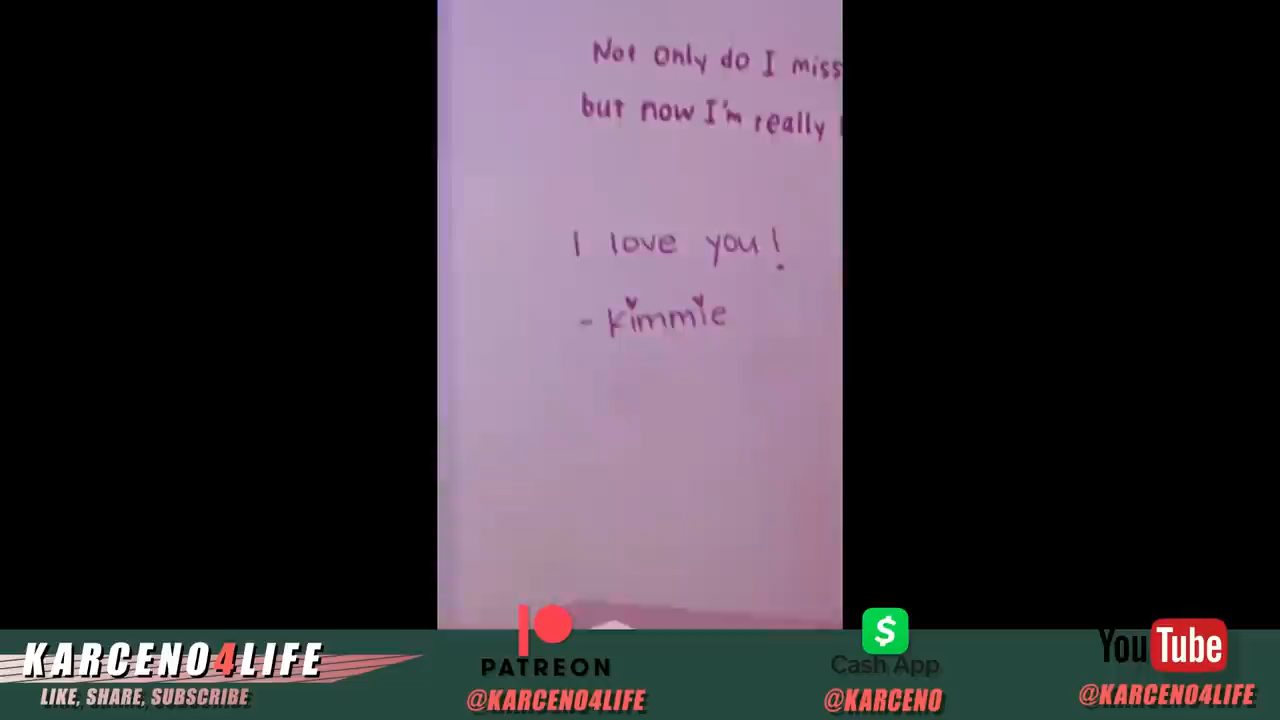 Not only do I miss
but now I'm really
I love you!
- Kimmie
KARCENO4LIFE
LIKE, SHARE, SUBSCRIBE
PATREON
@KARCENO4LIFE
$
Cash App
@KARCENO
YouTube
@KARCENO4LIFE